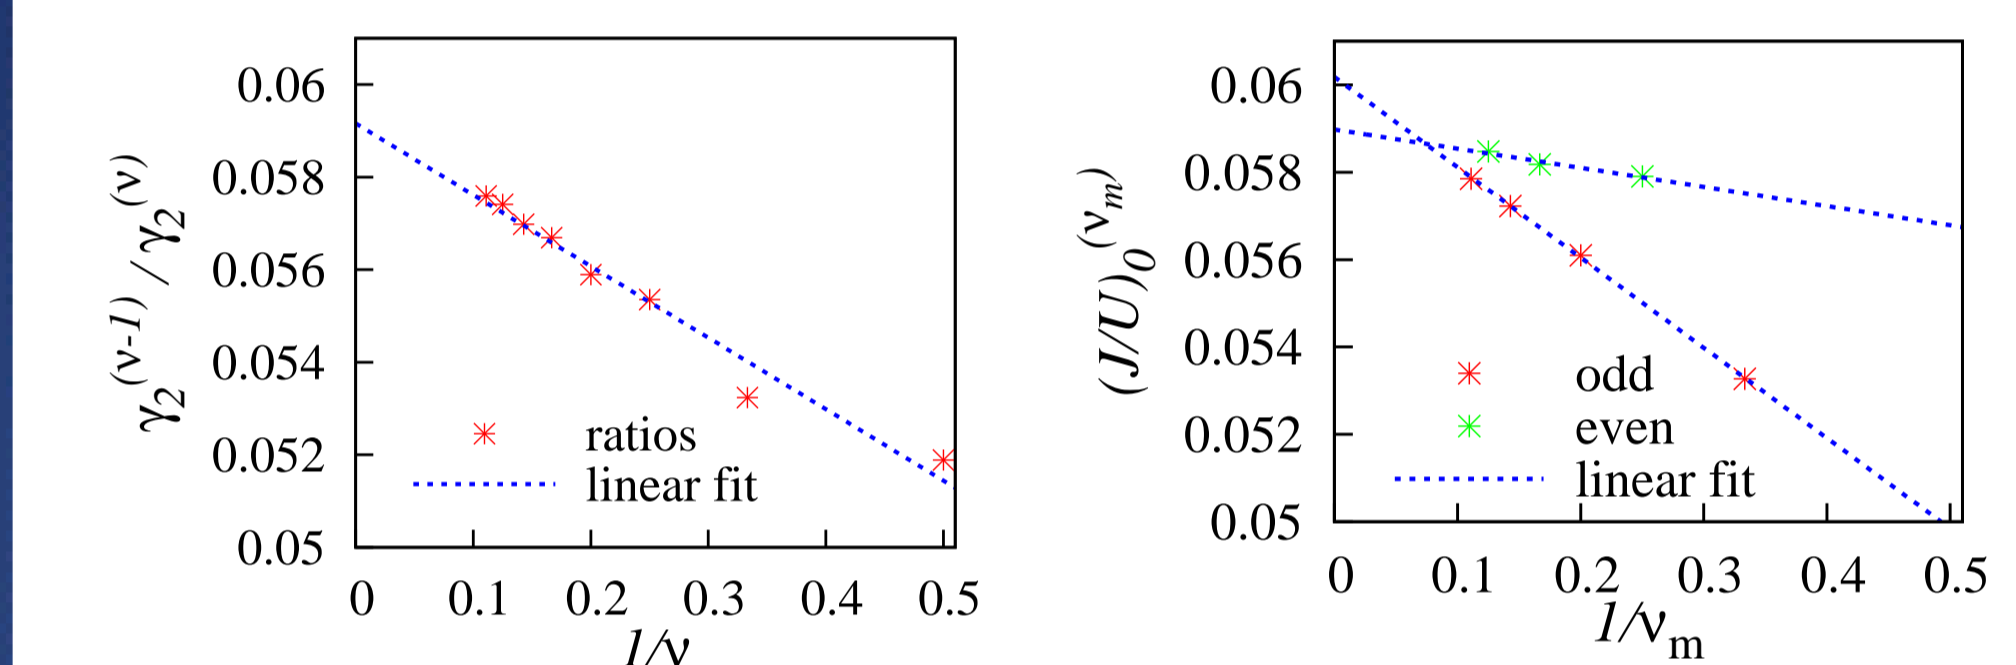 γ₂⁽ᵛ⁻¹⁾ / γ₂⁽ᵛ⁾
0.06
0.058
0.056
0.054
0.052
0.05
ratios
linear fit
0 0.1 0.2 0.3 0.4 0.5
1/ν
(J/U)₀^(νₘ)
0.06
0.058
0.056
0.054
0.052
0.05
odd
even
linear fit
0 0.1 0.2 0.3 0.4 0.5
1/νₘ